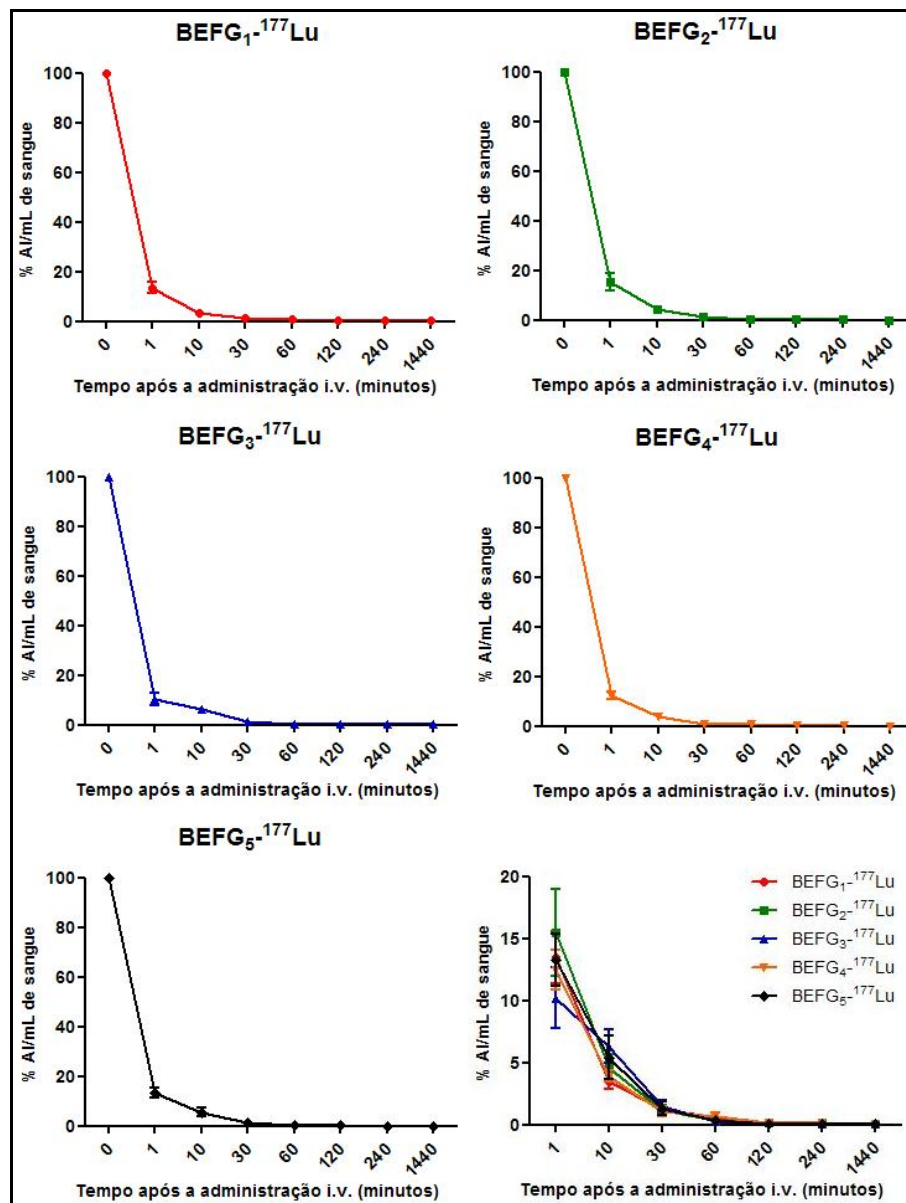 BEFG₁-¹⁷⁷Lu
% AI/mL de sangue
100
80
60
40
20
0
0 1 10 30 60 120 240 1440
Tempo após a administração i.v. (minutos)
BEFG₂-¹⁷⁷Lu
% AI/mL de sangue
100
80
60
40
20
0
0 1 10 30 60 120 240 1440
Tempo após a administração i.v. (minutos)
BEFG₃-¹⁷⁷Lu
% AI/mL de sangue
100
80
60
40
20
0
0 1 10 30 60 120 240 1440
Tempo após a administração i.v. (minutos)
BEFG₄-¹⁷⁷Lu
% AI/mL de sangue
100
80
60
40
20
0
0 1 10 30 60 120 240 1440
Tempo após a administração i.v. (minutos)
BEFG₅-¹⁷⁷Lu
% AI/mL de sangue
100
80
60
40
20
0
0 1 10 30 60 120 240 1440
Tempo após a administração i.v. (minutos)
% AI/mL de sangue
20
15
10
5
0
1 10 30 60 120 240 1440
Tempo após a administração i.v. (minutos)
BEFG₁-¹⁷⁷Lu
BEFG₂-¹⁷⁷Lu
BEFG₃-¹⁷⁷Lu
BEFG₄-¹⁷⁷Lu
BEFG₅-¹⁷⁷Lu